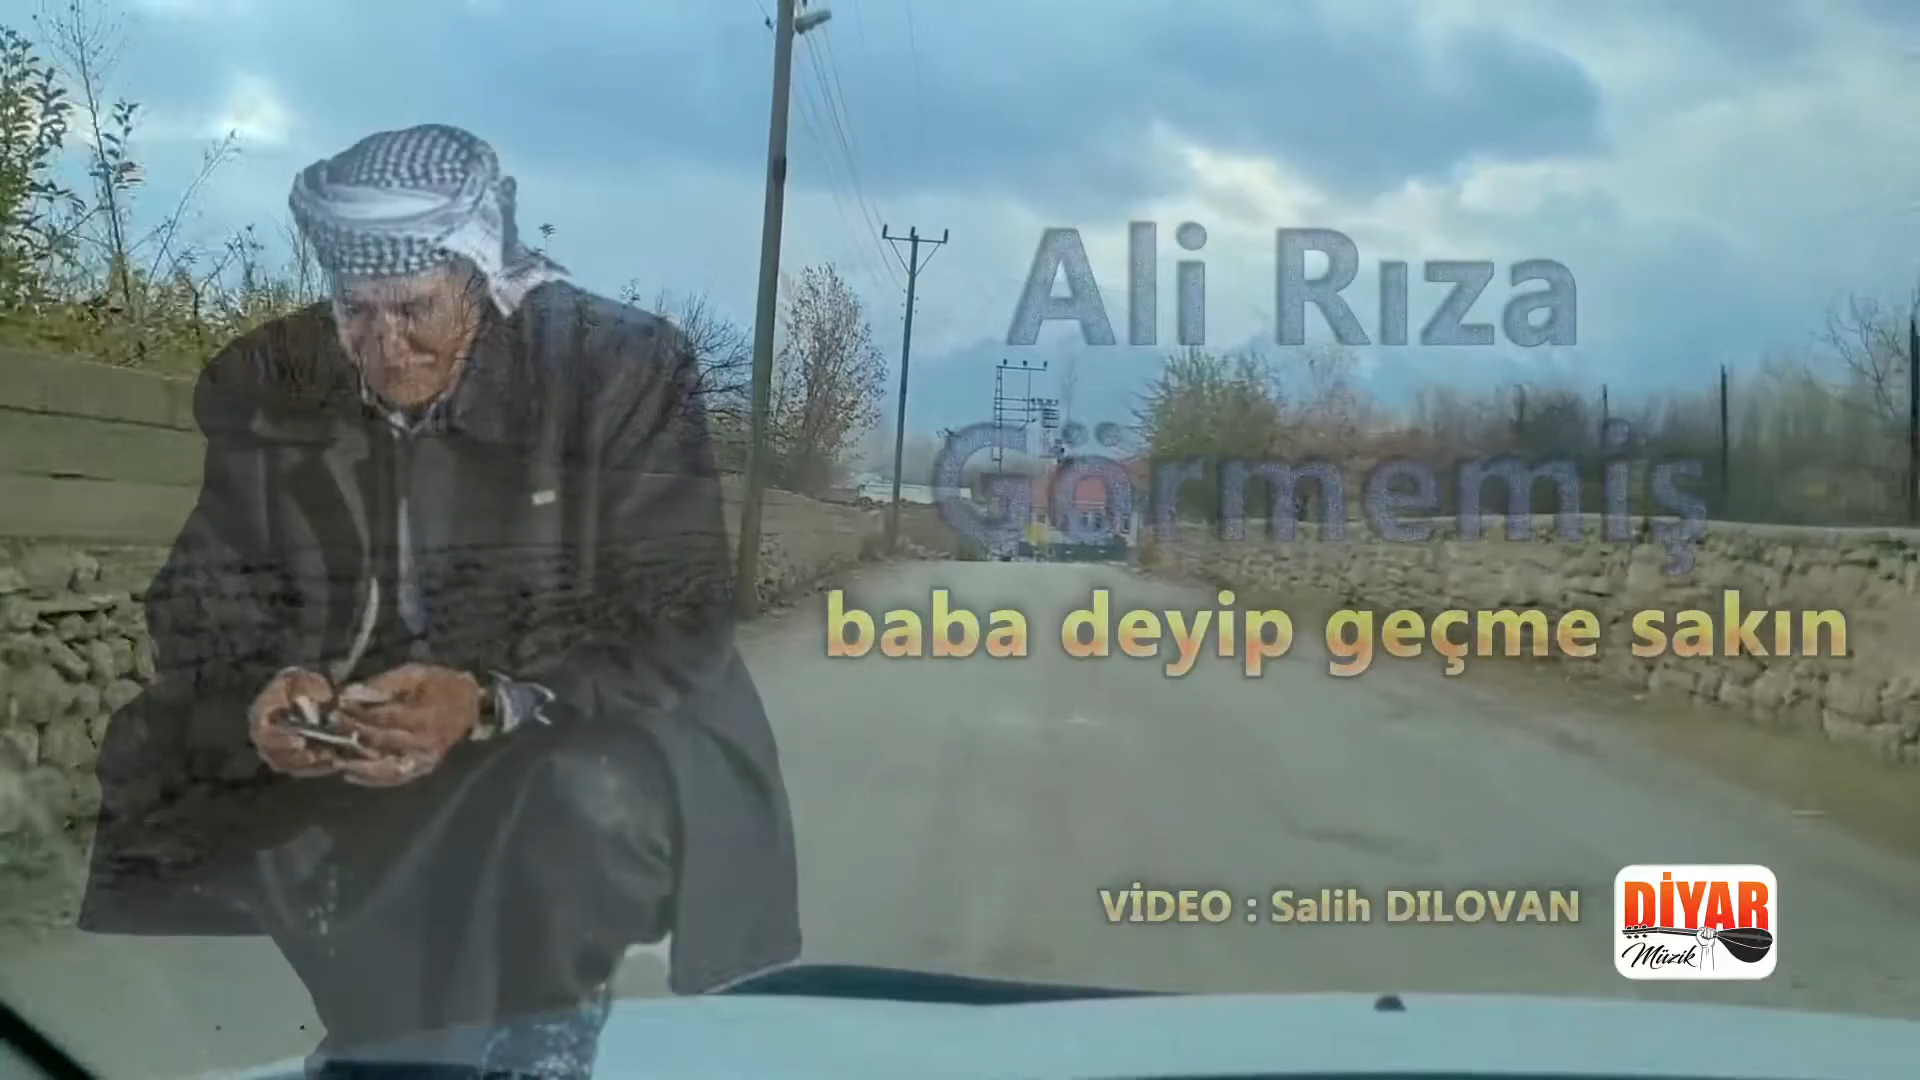 Ali Rıza
Görmemiş
baba deyip geçme sakın
VİDEO : Salih DILOVAN
DİYAR
Müzik